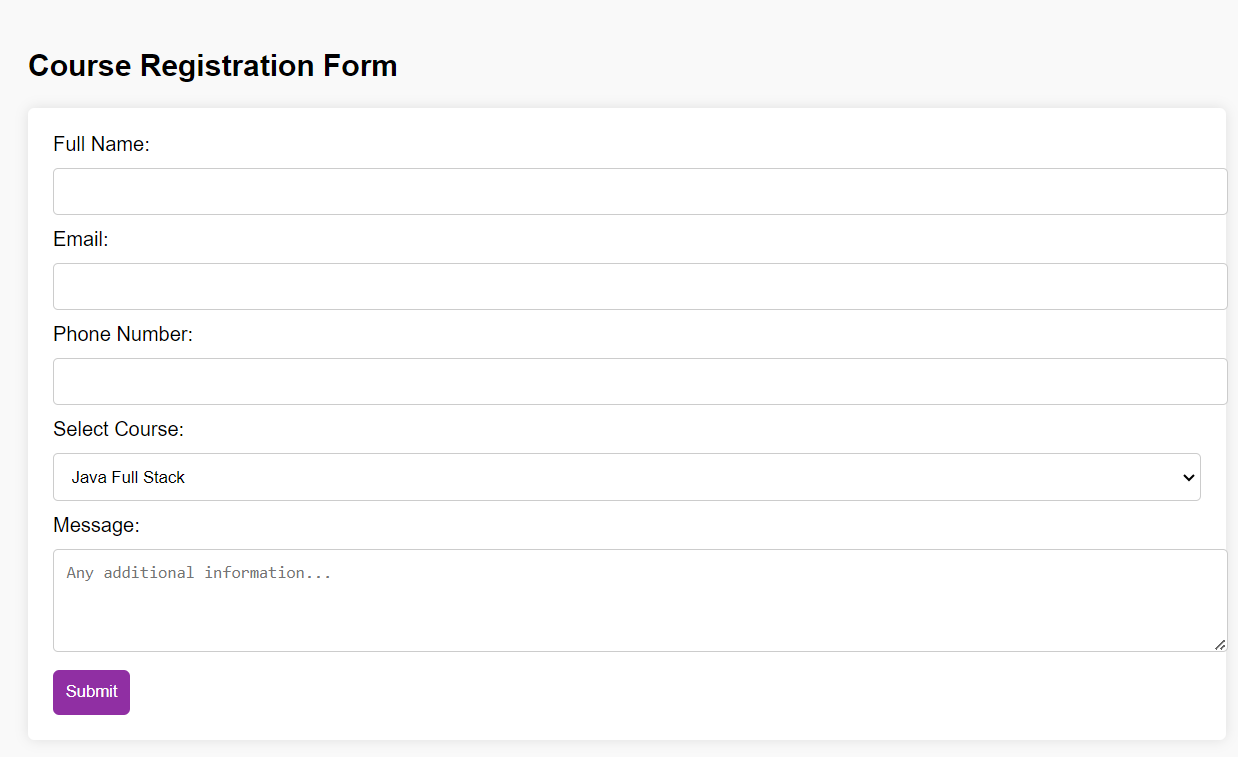 Course Registration Form
Full Name:
Email:
Phone Number:
Select Course:
Java Full Stack
Message:
Any additional information...
Submit